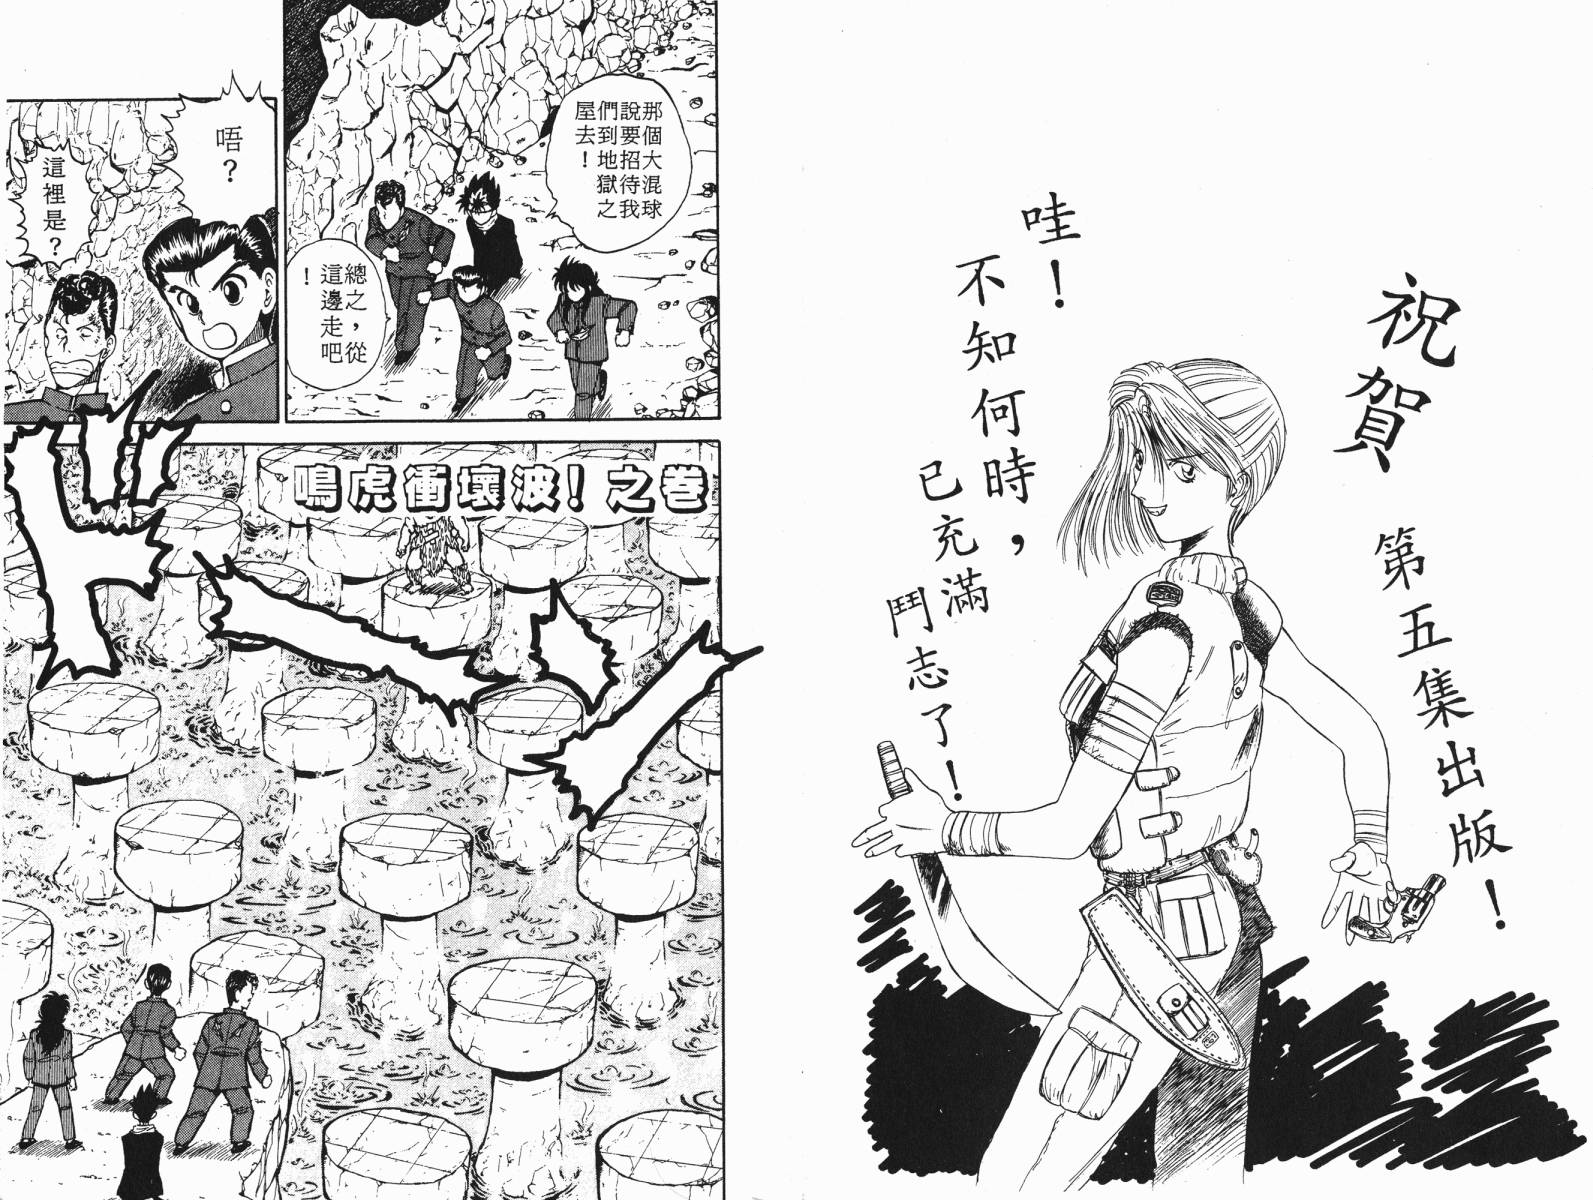 祝賀
第五集出版！
哇！
不知何時，
已充滿
鬥志了！
那個大混球
說要招待我
們到地獄之
屋去！
總之，從
這邊走吧
！
唔？
這裡是？
鳴虎衝壞波！之卷